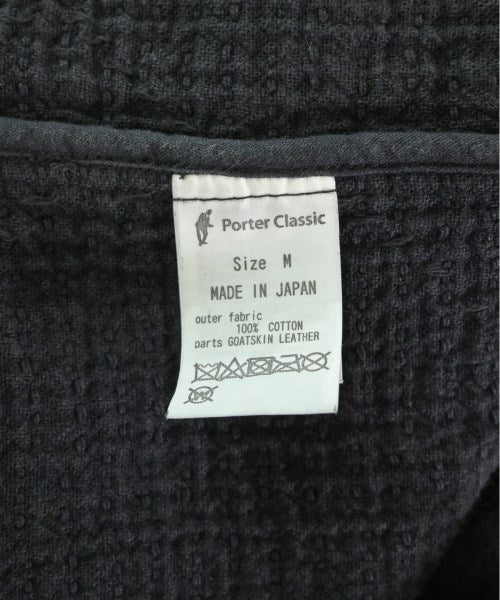 Porter Classic
Size M
MADE IN JAPAN
outer fabric
100% COTTON
parts GOATSKIN LEATHER